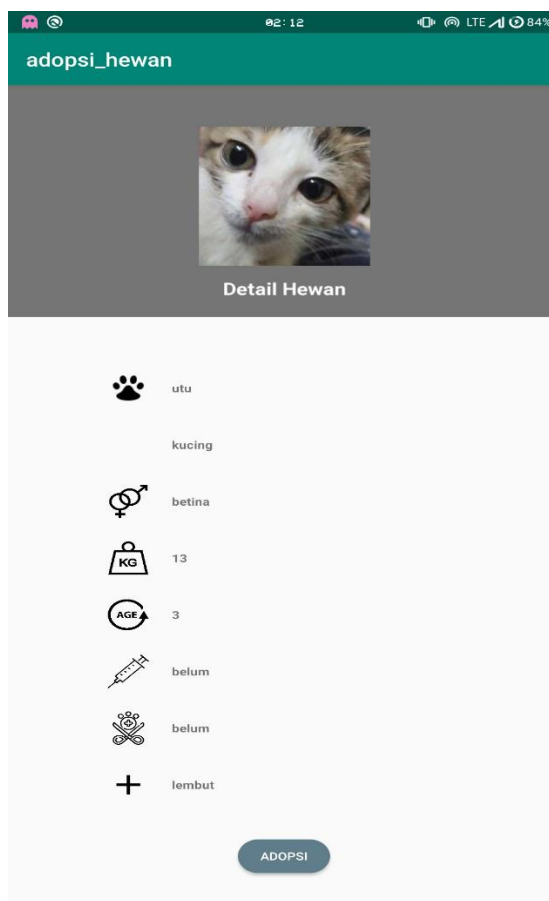 02:12
LTE
84%
adopsi_hewan
Detail Hewan
utu
kucing
betina
KG
13
AGE
3
belum
belum
lembut
ADOPSI